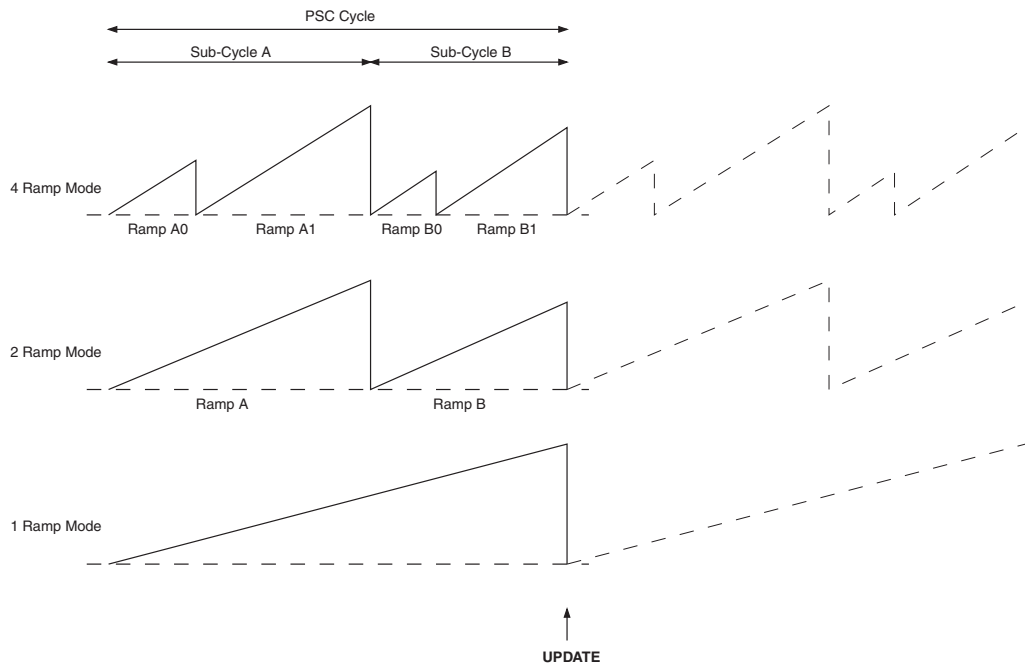 PSC Cycle
Sub-Cycle A
Sub-Cycle B
4 Ramp Mode
Ramp A0
Ramp A1
Ramp B0
Ramp B1
2 Ramp Mode
Ramp A
Ramp B
1 Ramp Mode
UPDATE